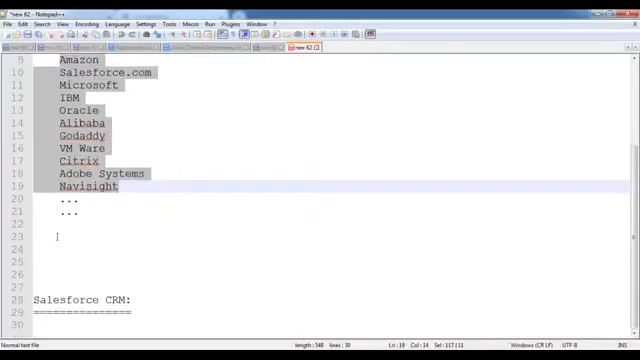 *new 62 - Notepad++
File Edit Search View Encoding Language Settings Tools Macro Run Plugins Window ?
new 62
9 Amazon
10 Salesforce.com
11 Microsoft
12 IBM
13 Oracle
14 Alibaba
15 Godaddy
16 VM Ware
17 Citrix
18 Adobe Systems
19 Navisight
20 ...
21 ...
22
23
24
25
26
27
28 Salesforce CRM:
29 ===============
30
Normal text file length : 548 lines : 30 Ln : 19 Col : 14 Sel : 117 | 11 Windows (CR LF) UTF-8 INS